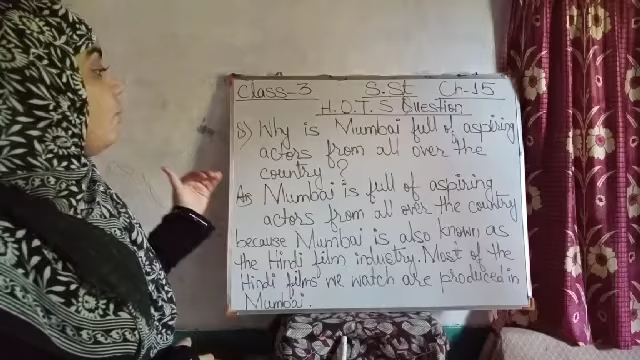 Class-3 S.St Ch-15
H.O.T.S Question
Q) Why is Mumbai full of aspiring
actors from all over the
country?
Ans Mumbai is full of aspiring
actors from all over the country
because Mumbai is also known as
the Hindi film industry. Most of the
Hindi films we watch are produced in
Mumbai.